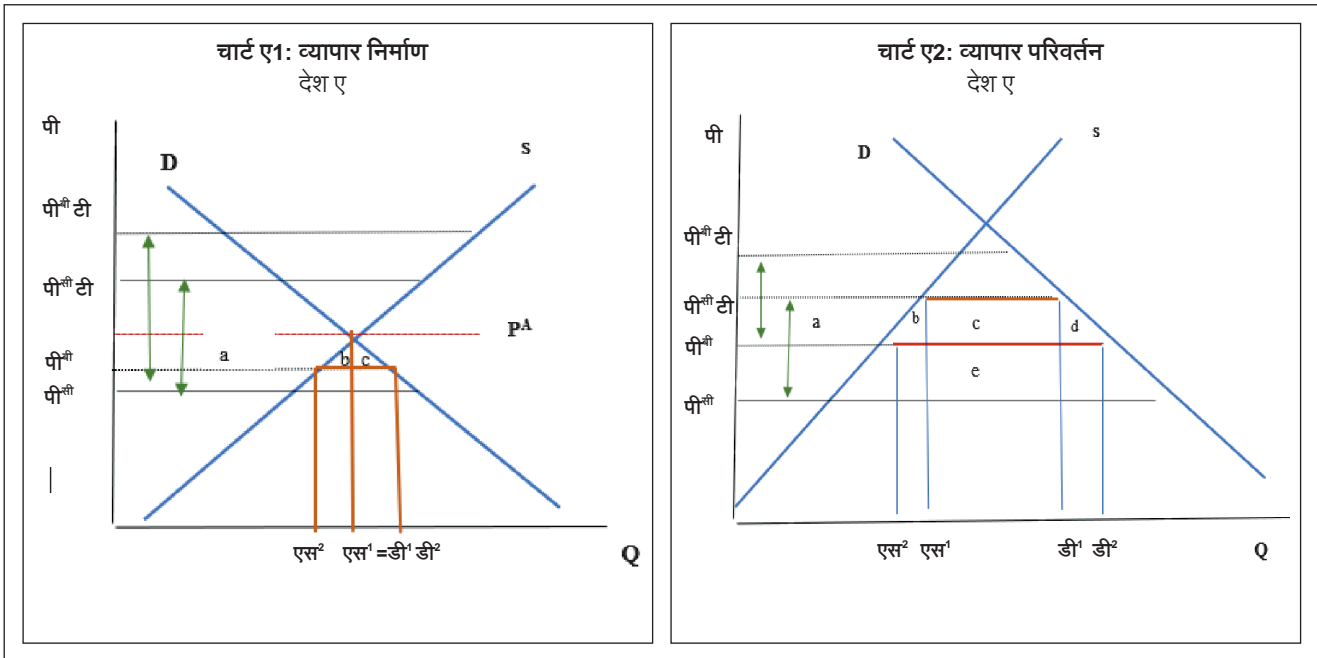 चार्ट ए1: व्यापार निर्माण
देश ए
पी
D
s
पीᵇी टी
पीˢी टी
Pᴬ
पीᵇी
a
b
c
पीˢी
एस² एस¹ =डी¹ डी²
Q
चार्ट ए2: व्यापार परिवर्तन
देश ए
पी
D
s
पीबी टी
पीसी टी
a
b
c
d
पीबी
e
पीसी
एस² एस¹ डी¹ डी²
Q